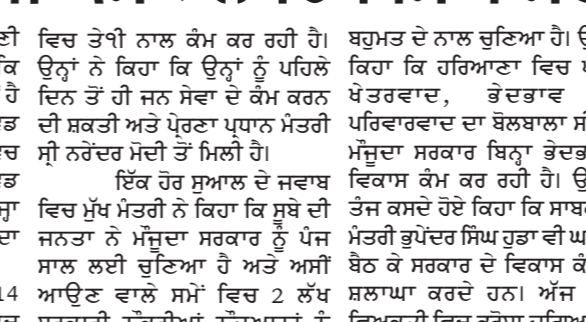 ਣੀ
ਕਿ
ਹੈ
ਡ
ਚ
ਡ
ਦਾ
14
ਵਿਚ ਤੇਜੀ ਨਾਲ ਕੰਮ ਕਰ ਰਹੀ ਹੈ।
ਉਨ੍ਹਾਂ ਨੇ ਕਿਹਾ ਕਿ ਉਨ੍ਹਾਂ ਨੂੰ ਪਹਿਲੇ
ਦਿਨ ਤੋਂ ਹੀ ਜਨ ਸੇਵਾ ਦੇ ਕੰਮ ਕਰਨ
ਦੀ ਸ਼ਕਤੀ ਅਤੇ ਪ੍ਰੇਰਣਾ ਪ੍ਰਧਾਨ ਮੰਤਰੀ
ਸ੍ਰੀ ਨਰੇਂਦਰ ਮੋਦੀ ਤੋਂ ਮਿਲੀ ਹੈ।
ਇੱਕ ਹੋਰ ਸੁਆਲ ਦੇ ਜਵਾਬ
ਵਿਚ ਮੁੱਖ ਮੰਤਰੀ ਨੇ ਕਿਹਾ ਕਿ ਸੂਬੇ ਦੀ
ਜਨਤਾ ਨੇ ਮੌਜੂਦਾ ਸਰਕਾਰ ਨੂੰ ਪੰਜ
ਸਾਲ ਲਈ ਚੁਣਿਆ ਹੈ ਅਤੇ ਅਸੀਂ
ਆਉਣ ਵਾਲੇ ਸਮੇਂ ਵਿਚ 2 ਲੱਖ
ਬਹੁਮਤ ਦੇ ਨਾਲ ਚੁਣਿਆ ਹੈ।
ਕਿਹਾ ਕਿ ਹਰਿਆਣਾ ਵਿਚ
ਖੇਤਰਵਾਦ, ਭੇਦਭਾਵ
ਪਰਿਵਾਰਵਾਦ ਦਾ ਬੋਲਬਾਲਾ
ਮੌਜੂਦਾ ਸਰਕਾਰ ਬਿਨ੍ਹਾ
ਵਿਕਾਸ ਕੰਮ ਕਰ ਰਹੀ ਹੈ।
ਤੰਜ ਕਸਦੇ ਹੋਏ ਕਿਹਾ ਕਿ
ਮੰਤਰੀ ਭੁਪੇਂਦਰ ਸਿੰਘ ਹੁਡਾ ਵੀ
ਬੈਠ ਕੇ ਸਰਕਾਰ ਦੇ ਵਿਕਾਸ
ਸ਼ਲਾਘਾ ਕਰਦੇ ਹਨ। ਅੱਜ